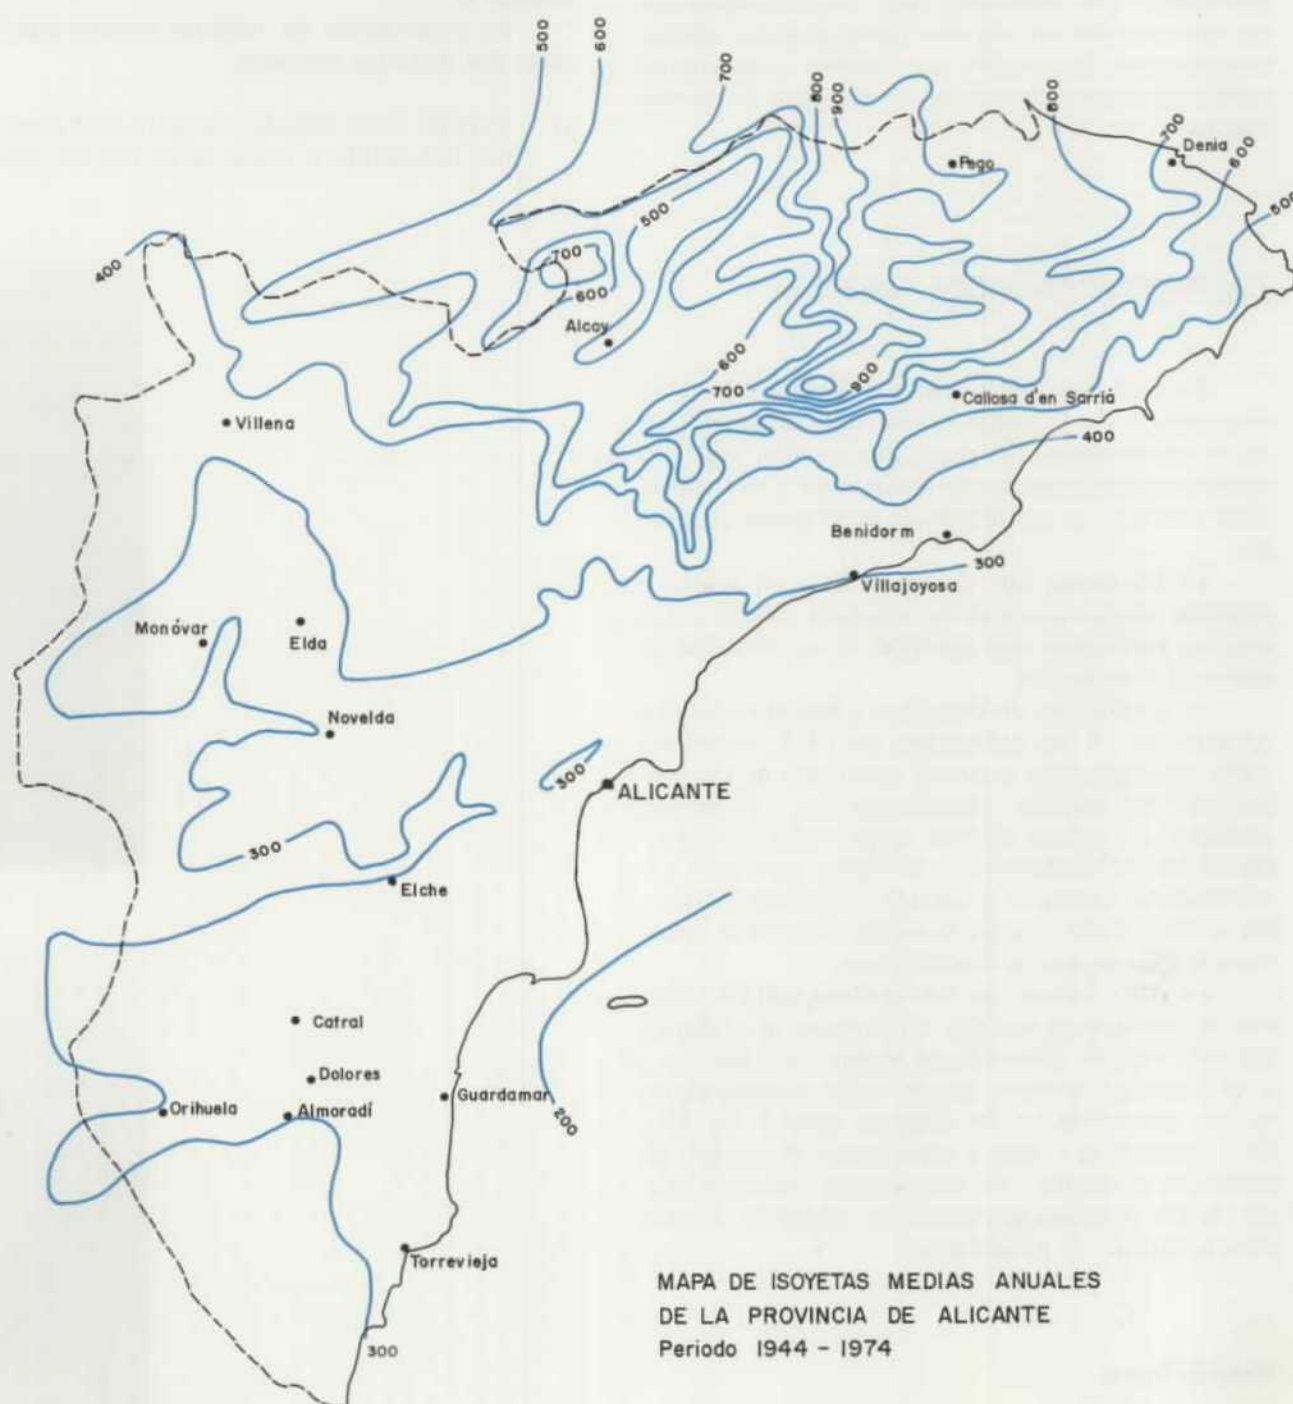 500
600
700
800
900
800
700
Denia
600
Pego
500
500
400
700
600
Alcoy
600
700
900
Callosa d'en Sarriá
Villena
400
Benidorm
300
Villajoyosa
Monóvar
Elda
Novelda
300
ALICANTE
300
Elche
Catral
Dolores
Guardamar
Orihuela
Almoradí
200
Torrevieja
MAPA DE ISOYETAS MEDIAS ANUALES
DE LA PROVINCIA DE ALICANTE
Periodo 1944 - 1974
300